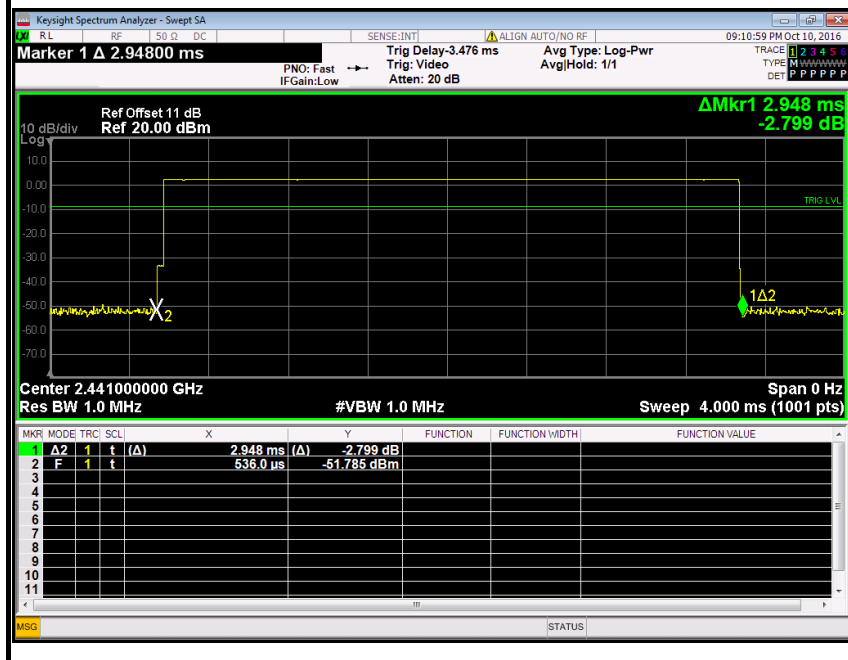 Keysight Spectrum Analyzer - Swept SA
RL RF 50 Ω DC SENSE:INT ALIGN AUTO/NO RF 09:10:59 PM Oct 10, 2016
Marker 1 Δ 2.94800 ms
Trig Delay-3.476 ms Avg Type: Log-Pwr TRACE 1 2 3 4 5 6
PNO: Fast Trig: Video Avg|Hold: 1/1 TYPE M WWWWW
IFGain:Low Atten: 20 dB DET P P P P P P
ΔMkr1 2.948 ms
-2.799 dB
Ref Offset 11 dB
10 dB/div Ref 20.00 dBm
Log
10.0
0.00
TRIG LVL
-10.0
-20.0
-30.0
-40.0
-50.0
1Δ2
2
-60.0
-70.0
Center 2.441000000 GHz Span 0 Hz
Res BW 1.0 MHz #VBW 1.0 MHz Sweep 4.000 ms (1001 pts)
MKR MODE TRC SCL X Y FUNCTION FUNCTION WIDTH FUNCTION VALUE
1 Δ2 1 t (Δ) 2.948 ms (Δ) -2.799 dB
2 F 1 t 536.0 µs -51.785 dBm
3
4
5
6
7
8
9
10
11
MSG STATUS